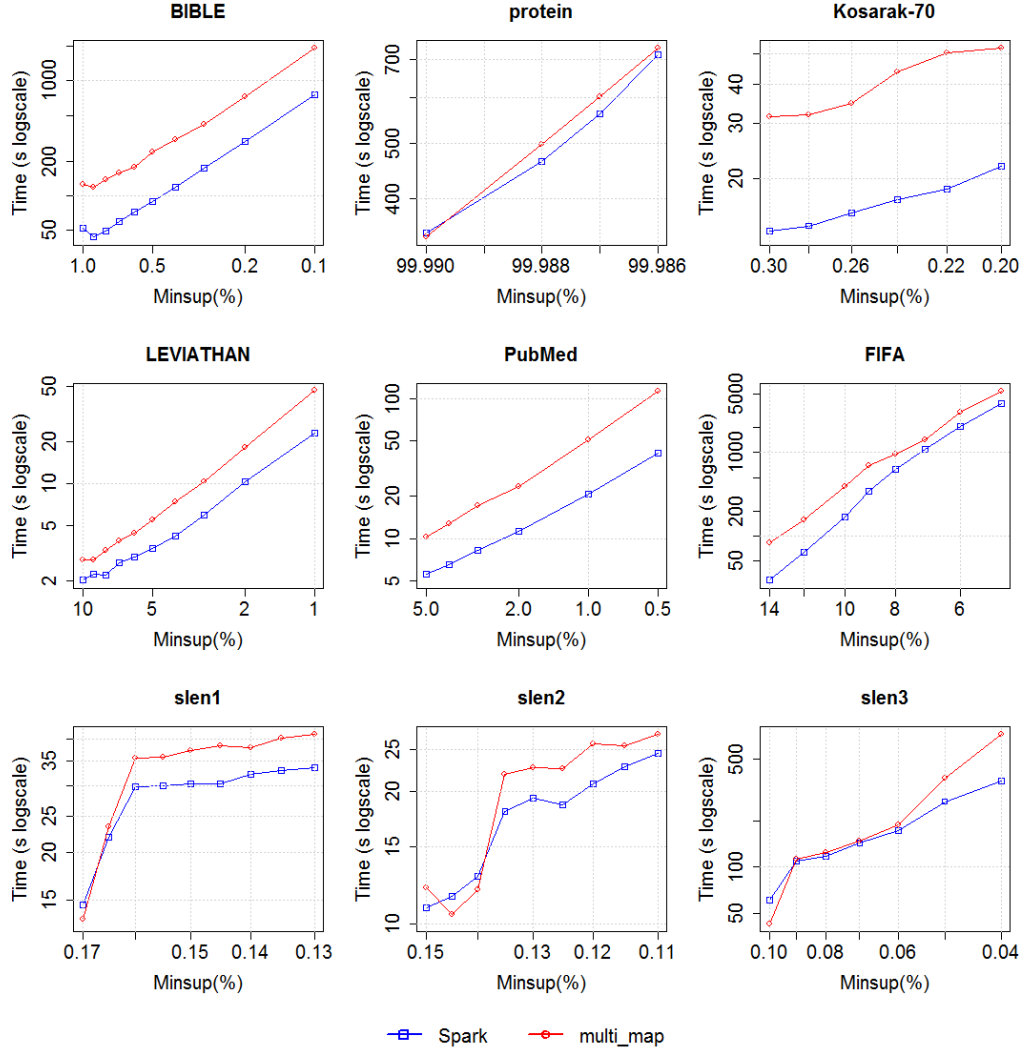 BIBLE
Time (s logscale)
50 200 1000
1.0 0.5 0.2 0.1
Minsup(%)
protein
Time (s logscale)
400 500 700
99.990 99.988 99.986
Minsup(%)
Kosarak-70
Time (s logscale)
20 30 40
0.30 0.26 0.22 0.20
Minsup(%)
LEVIATHAN
Time (s logscale)
2 5 10 20 50
10 5 2 1
Minsup(%)
PubMed
Time (s logscale)
5 10 20 50 100
5.0 2.0 1.0 0.5
Minsup(%)
FIFA
Time (s logscale)
50 200 1000 5000
14 10 8 6
Minsup(%)
slen1
Time (s logscale)
15 20 25 35
0.17 0.15 0.14 0.13
Minsup(%)
slen2
Time (s logscale)
10 15 20 25
0.15 0.13 0.12 0.11
Minsup(%)
slen3
Time (s logscale)
50 100 500
0.10 0.08 0.06 0.04
Minsup(%)
Spark multi_map